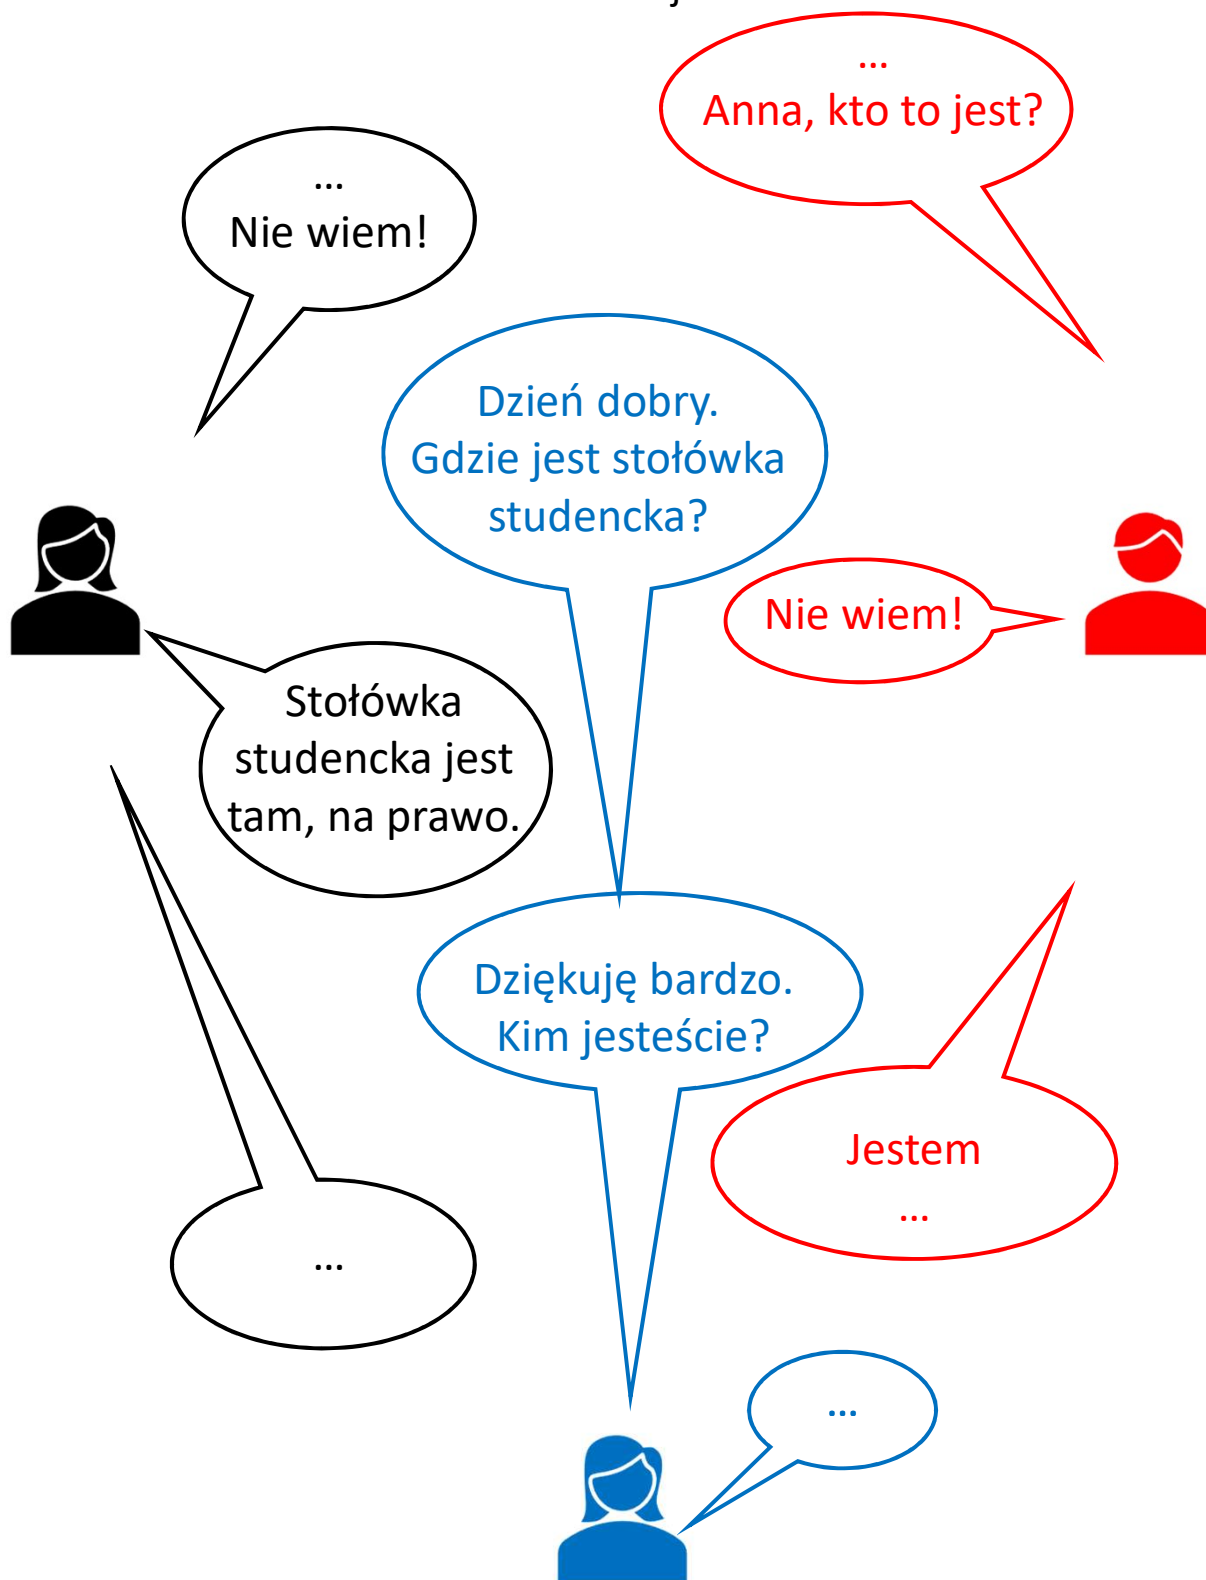 ...
Anna, kto to jest?
...
Nie wiem!
Dzień dobry.
Gdzie jest stołówka
studencka?
Nie wiem!
Stołówka
studencka jest
tam, na prawo.
Dziękuję bardzo.
Kim jesteście?
Jestem
...
...
...